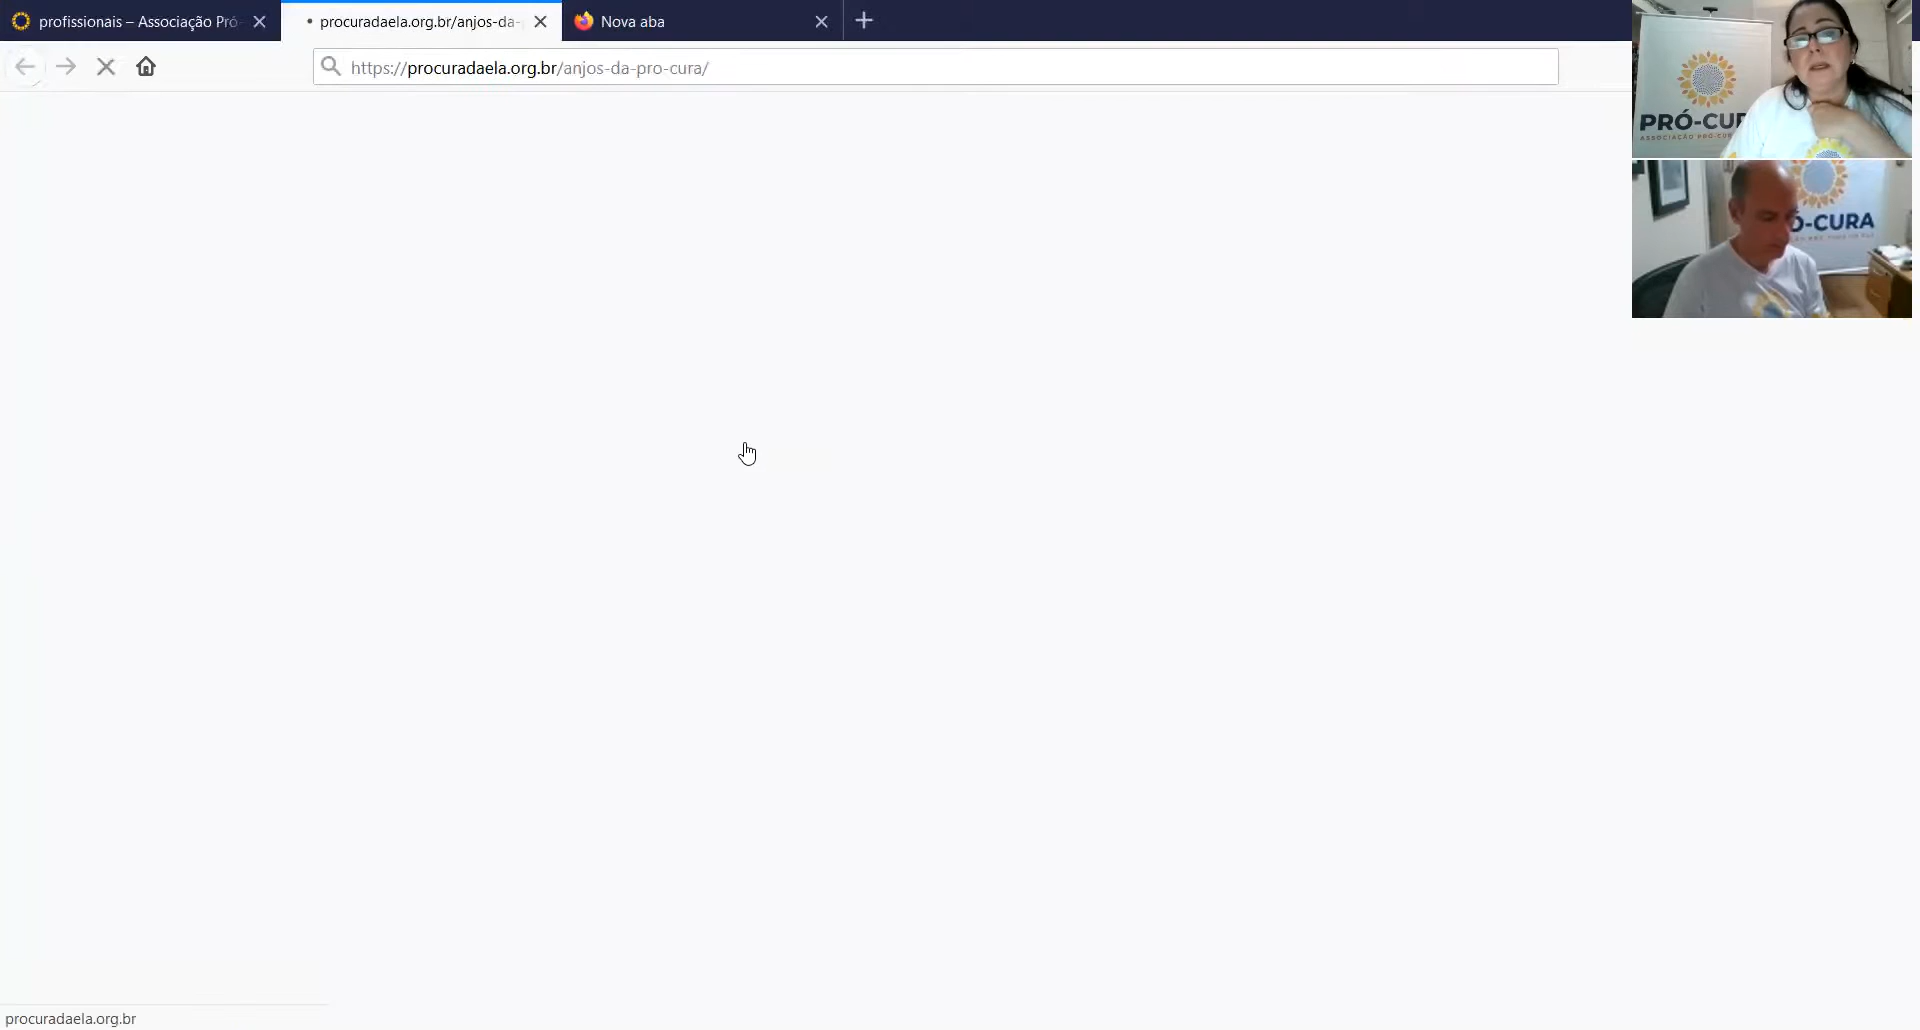 profissionais – Associação Pró-
procuradaela.org.br/anjos-da-
Nova aba
https://procuradaela.org.br/anjos-da-pro-cura/
PRÓ-CU
-CURA
procuradaela.org.br